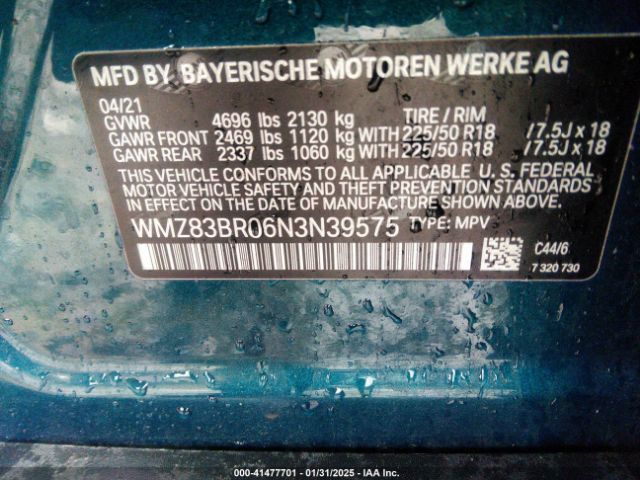 MFD BY BAYERISCHE MOTOREN WERKE AG
04/21
GVWR 4696 lbs 2130 kg TIRE / RIM
GAWR FRONT 2469 lbs 1120 kg WITH 225/50 R18 / 7.5J x 18
GAWR REAR 2337 lbs 1060 kg WITH 225/50 R18 / 7.5J x 18
THIS VEHICLE CONFORMS TO ALL APPLICABLE U. S. FEDERAL
MOTOR VEHICLE SAFETY AND THEFT PREVENTION STANDARDS
IN EFFECT ON THE DATE OF MANUFACTURE SHOWN ABOVE.
WMZ83BR06N3N39575 TYPE: MPV
C44/6
7 320 730
000-41477701 - 01/31/2025 - IAA Inc.